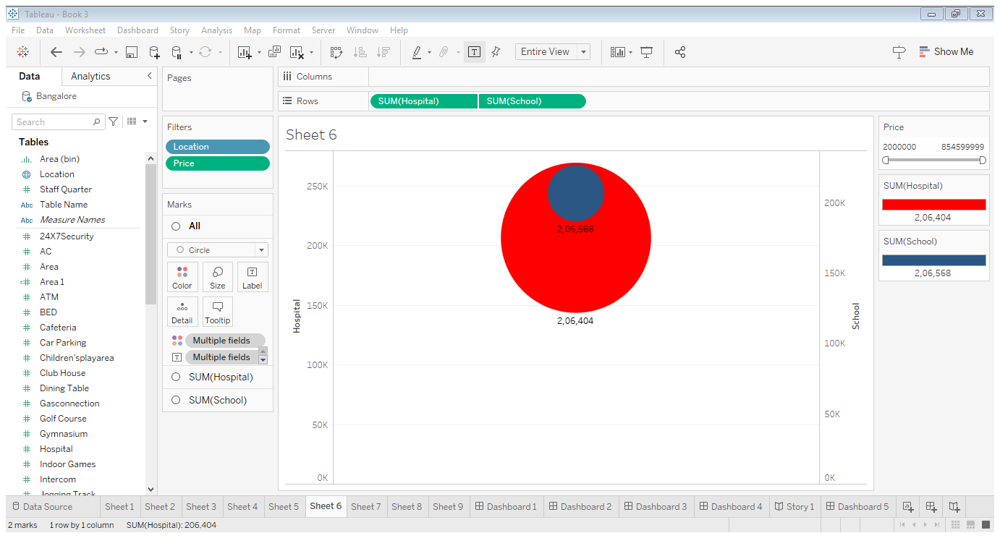 Tableau - Book 3
File Data Worksheet Dashboard Story Analysis Map Format Server Window Help
Entire View
Show Me
Data Analytics
Bangalore
Search
Tables
Area (bin)
Location
Staff Quarter
Abc Table Name
Abc Measure Names
24X7Security
AC
Area
Area 1
ATM
BED
Cafeteria
Car Parking
Children'splayarea
Club House
Dining Table
Gasconnection
Golf Course
Gymnasium
Hospital
Indoor Games
Intercom
Jogging Track
Pages
Filters
Location
Price
Marks
All
Circle
Color Size Label
Detail Tooltip
Multiple fields
Multiple fields
SUM(Hospital)
SUM(School)
Columns
Rows SUM(Hospital) SUM(School)
Sheet 6
250K
200K
150K
100K
50K
0K
Hospital
2,06,568
2,06,404
School
200K
150K
100K
50K
0K
Price
2000000 854599999
SUM(Hospital)
2,06,404
SUM(School)
2,06,568
Data Source Sheet 1 Sheet 2 Sheet 3 Sheet 4 Sheet 5 Sheet 6 Sheet 7 Sheet 8 Sheet 9 Dashboard 1 Dashboard 2 Dashboard 3 Dashboard 4 Story 1 Dashboard 5
2 marks 1 row by 1 column SUM(Hospital): 206,404